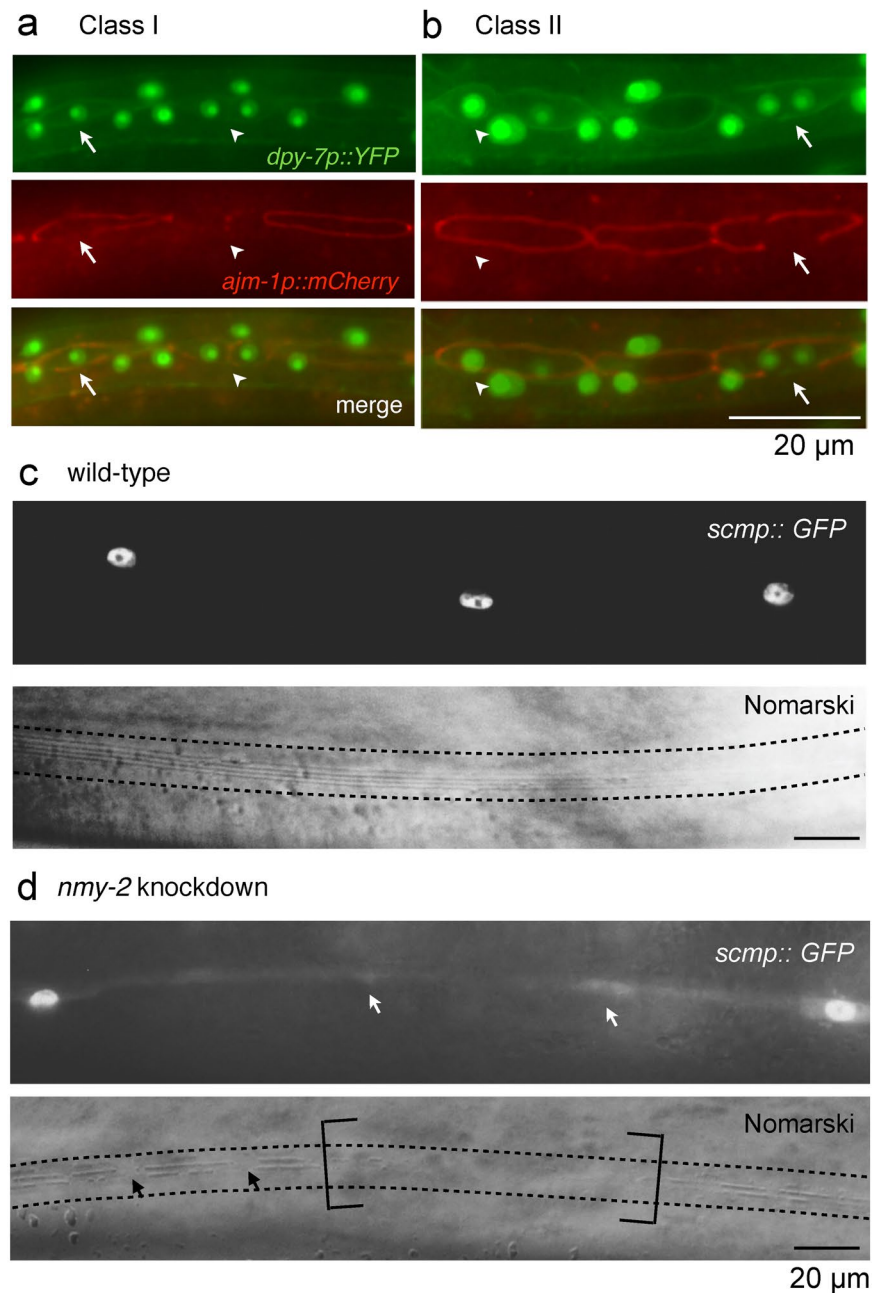 a Class I
b Class II
dpy-7p::YFP
ajm-1p::mCherry
merge
20 µm
c wild-type
scmp:: GFP
Nomarski
d nmy-2 knockdown
scmp:: GFP
Nomarski
20 µm